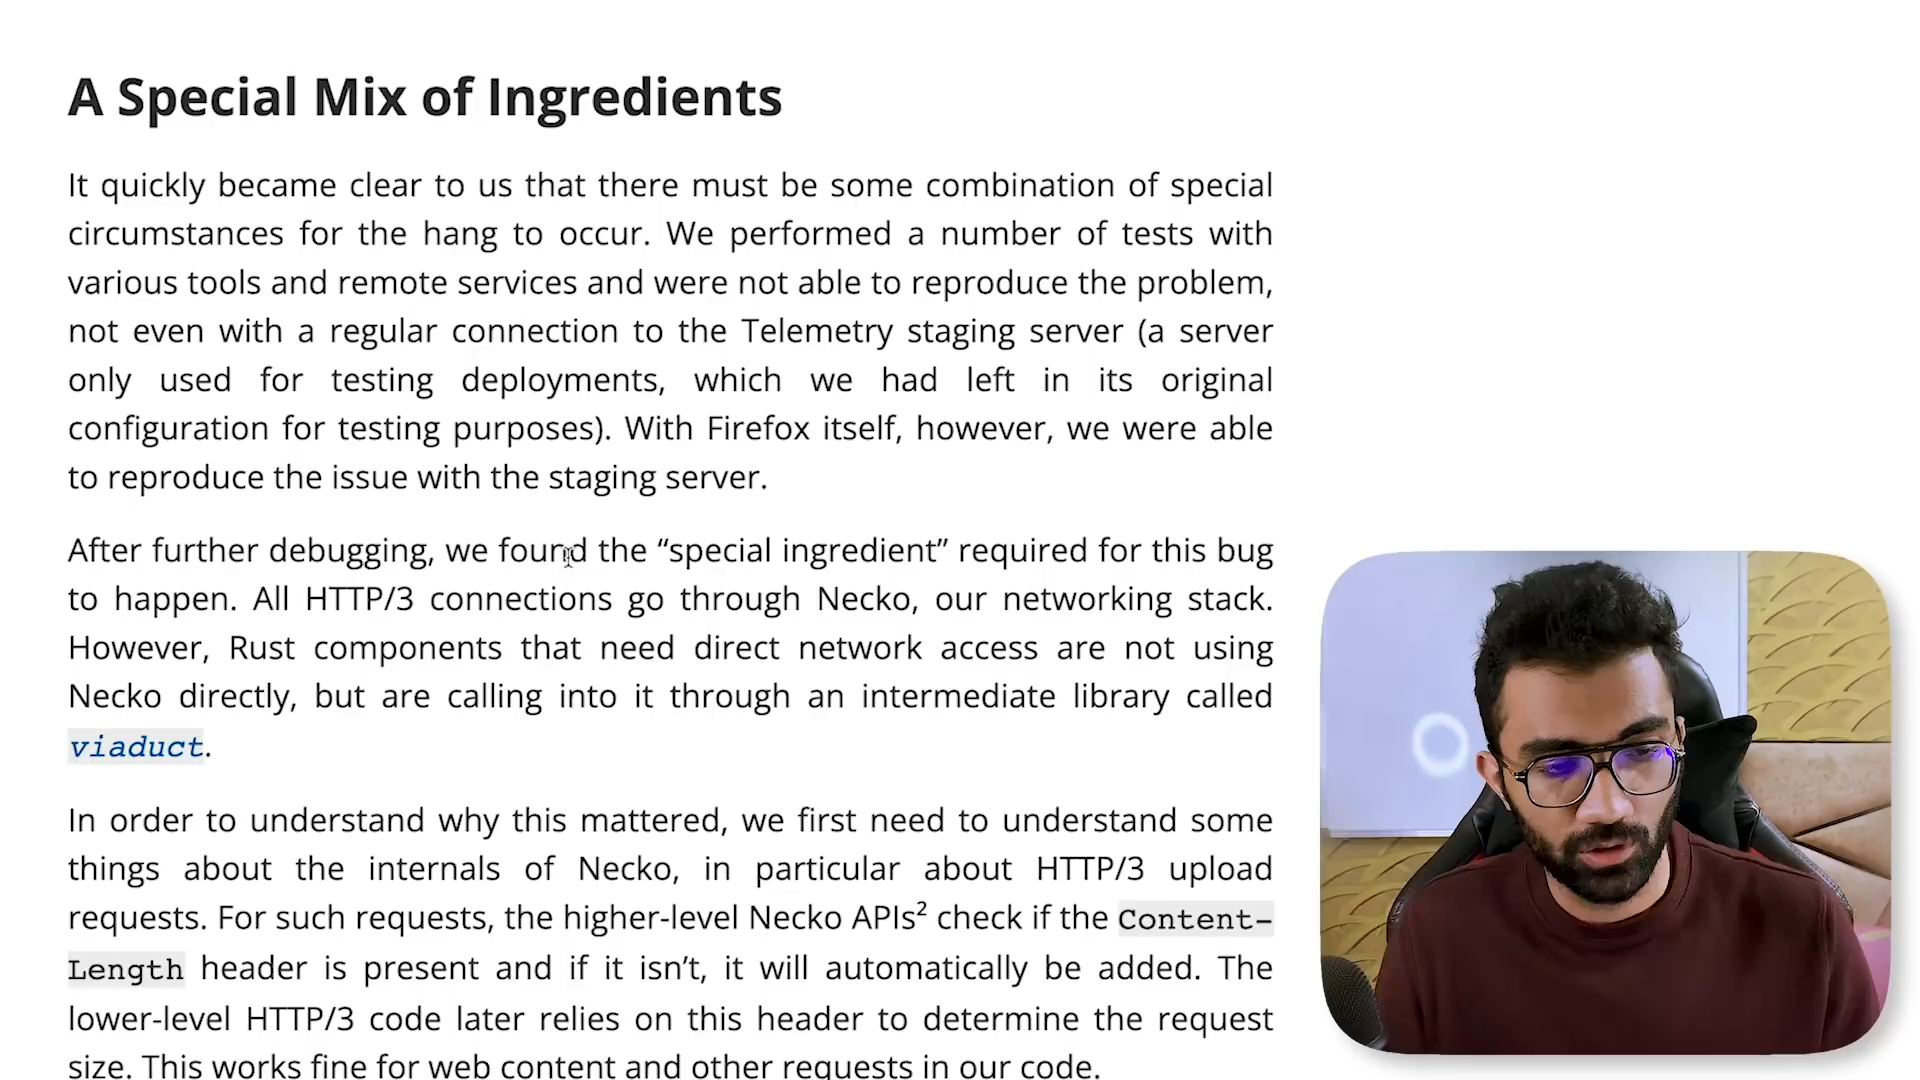 A Special Mix of Ingredients
It quickly became clear to us that there must be some combination of special
circumstances for the hang to occur. We performed a number of tests with
various tools and remote services and were not able to reproduce the problem,
not even with a regular connection to the Telemetry staging server (a server
only used for testing deployments, which we had left in its original
configuration for testing purposes). With Firefox itself, however, we were able
to reproduce the issue with the staging server.
After further debugging, we found the “special ingredient” required for this bug
to happen. All HTTP/3 connections go through Necko, our networking stack.
However, Rust components that need direct network access are not using
Necko directly, but are calling into it through an intermediate library called
viaduct.
In order to understand why this mattered, we first need to understand some
things about the internals of Necko, in particular about HTTP/3 upload
requests. For such requests, the higher-level Necko APIs² check if the Content-
Length header is present and if it isn’t, it will automatically be added. The
lower-level HTTP/3 code later relies on this header to determine the request
size. This works fine for web content and other requests in our code.